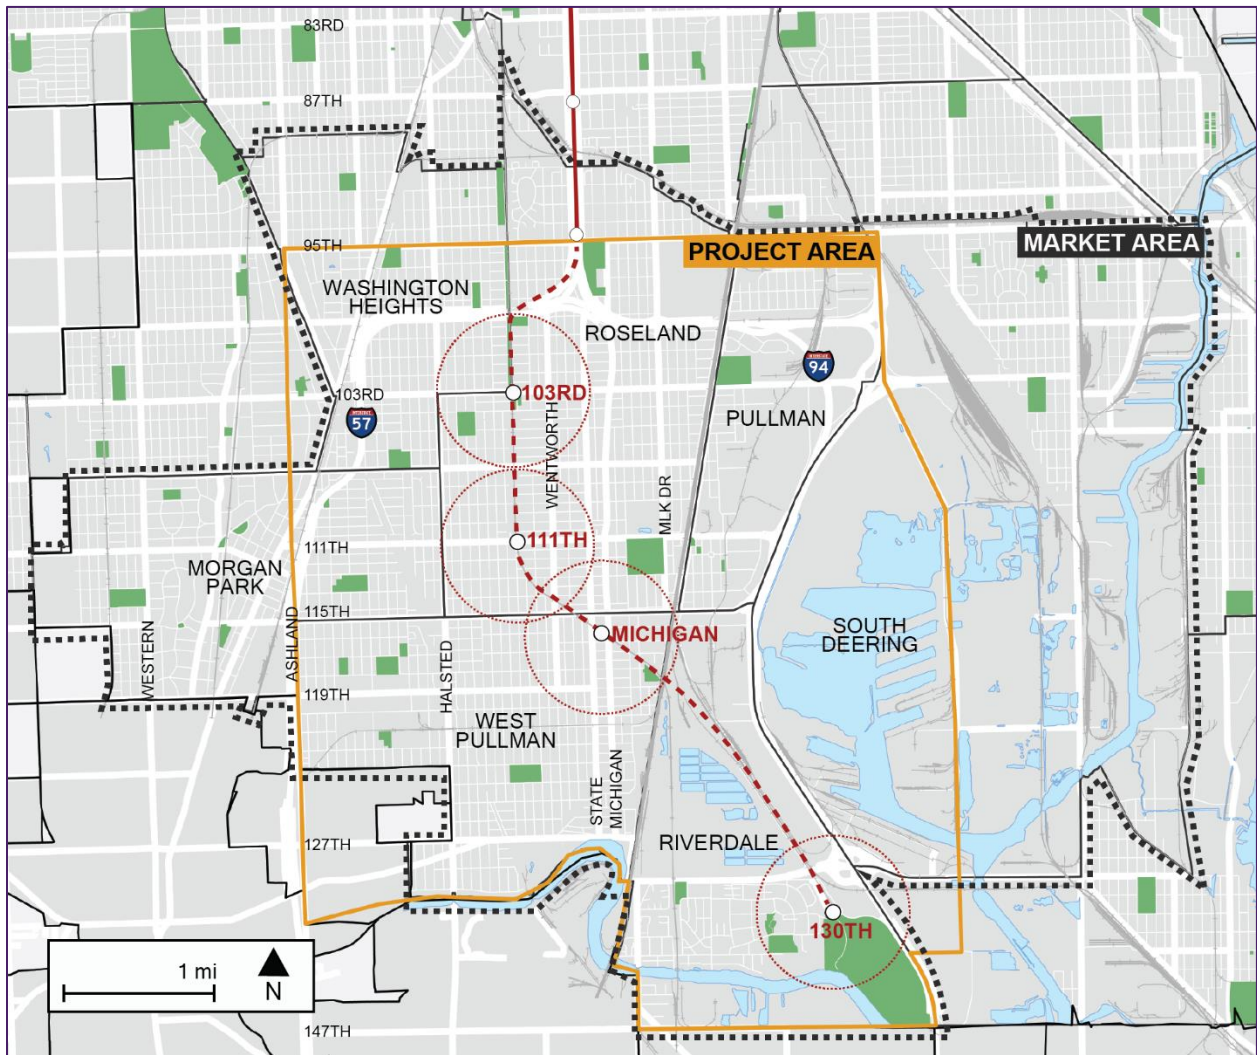 83RD
87TH
95TH
PROJECT AREA
MARKET AREA
WASHINGTON
HEIGHTS
ROSELAND
94
103RD
103RD
57
PULLMAN
WENTWORTH
MLK DR
111TH
111TH
MORGAN
PARK
115TH
MICHIGAN
SOUTH
DEERING
WESTERN
ASHLAND
HALSTED
119TH
WEST
PULLMAN
STATE
MICHIGAN
127TH
RIVERDALE
130TH
1 mi
N
147TH